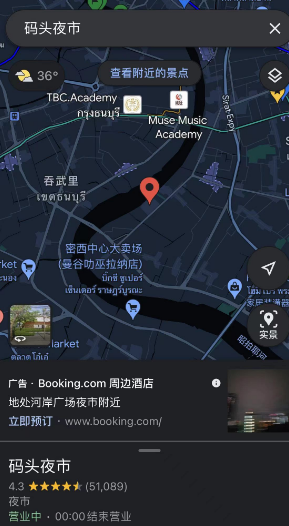 码头夜市
36°
查看附近的景点
TBC.Academy
กรุงธนบุรี
Muse Music
Academy
Strat Expy
吞武里
เขตธนบุรี
密西中心大卖场
(曼谷叻巫拉纳店)
บิ๊กซี ซูเปอร์
เซ็นเตอร์ ราษฎร์บูรณะ
arket
实景
广告 · Booking.com 周边酒店
地处河岸广场夜市附近
立即预订 · www.booking.com/
码头夜市
4.3 (51,089)
夜市
营业中 · 00:00 结束营业